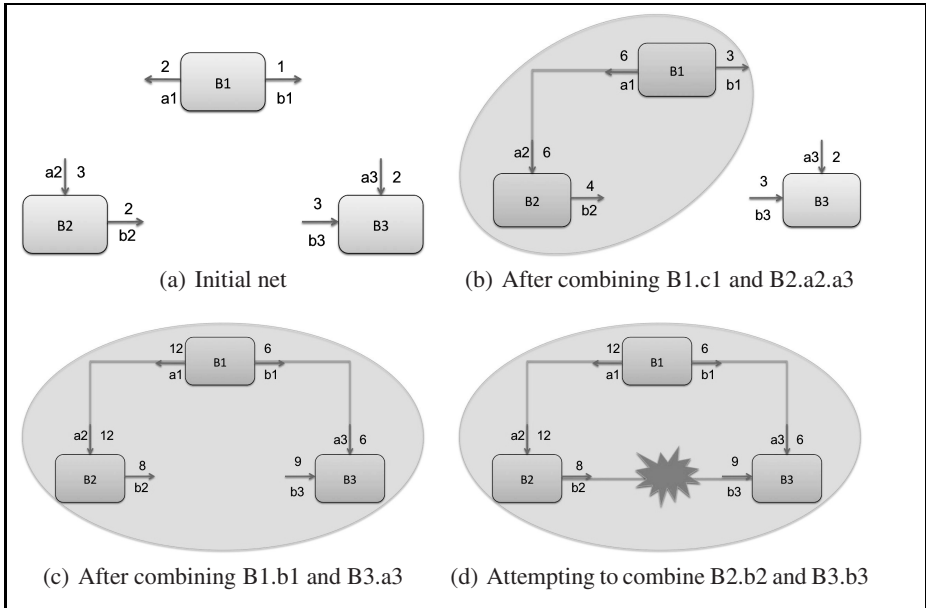 2 B1 1
a1 b1
a2 3
B2 2
b2
a3 2
3 B3
b3
(a) Initial net
6 B1 3
a1 b1
a2 6
B2 4
b2
a3 2
3 B3
b3
(b) After combining B1.c1 and B2.a2.a3
12 B1 6
a1 b1
a2 12
B2 8
b2
a3 6
9 B3
b3
(c) After combining B1.b1 and B3.a3
12 B1 6
a1 b1
a2 12
B2 8
b2
a3 6
9 B3
b3
(d) Attempting to combine B2.b2 and B3.b3